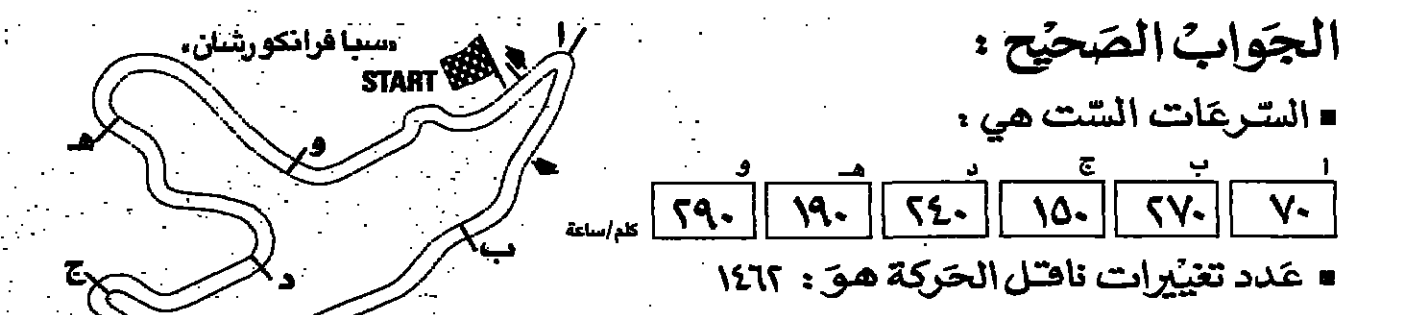 الجَوابْ الصَحيْح :
▪ السّرعَات السّت هي :
ا ب ج د هـ و
٧٠ ٢٧٠ ١٥٠ ٢٤٠ ١٩٠ ٢٩٠ كلم/ساعة
▪ عَدد تغيْيرات ناقل الحَركة هوَ : ١٤٦٢
«سبا فرانكورشان»
START
ا
و
هـ
ب
د
ج